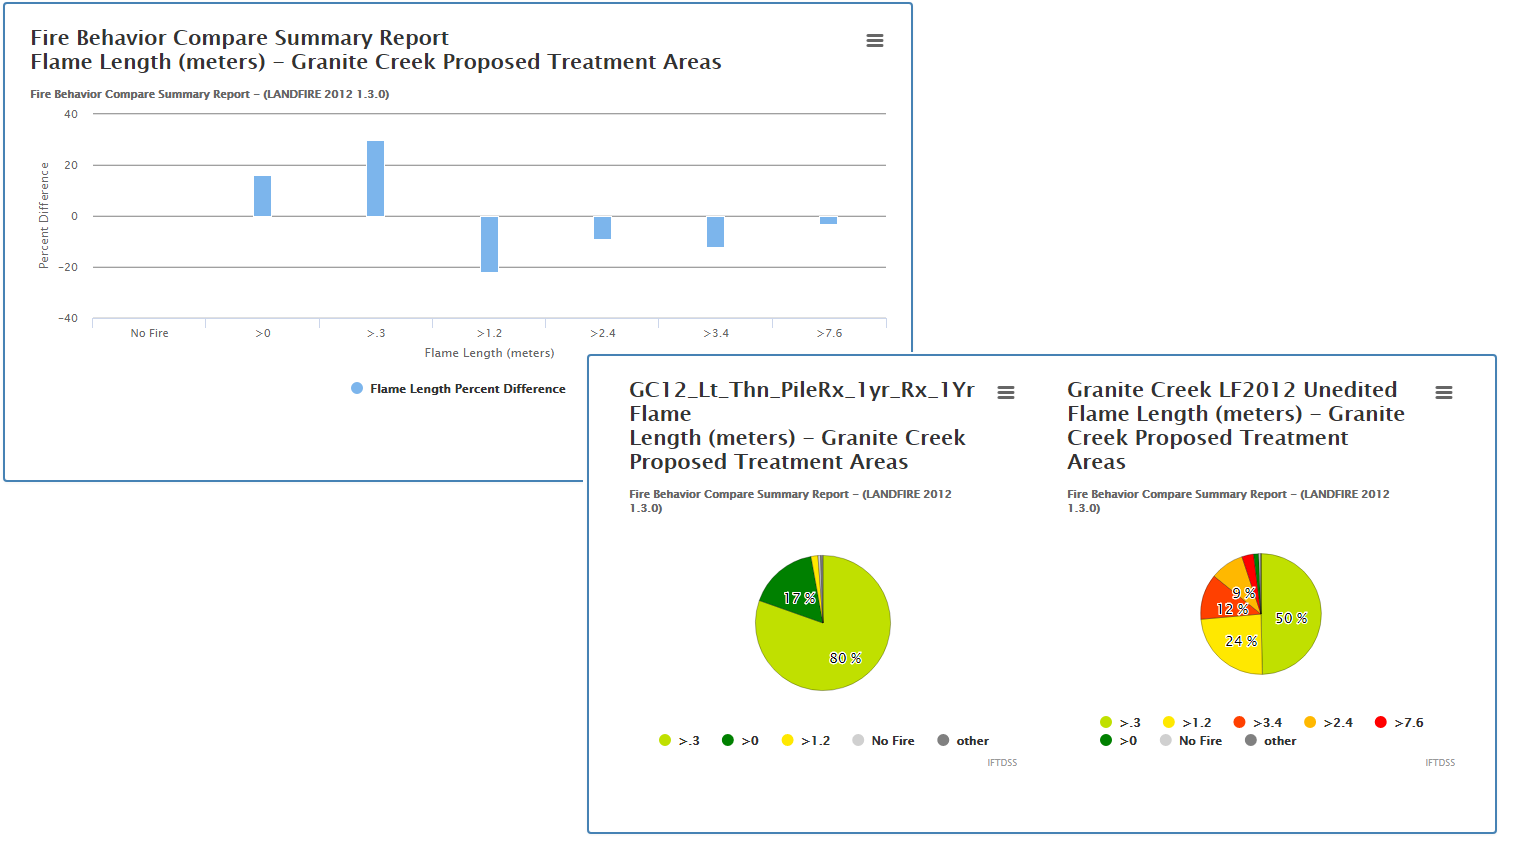 Fire Behavior Compare Summary Report
Flame Length (meters) - Granite Creek Proposed Treatment Areas
Fire Behavior Compare Summary Report - (LANDFIRE 2012 1.3.0)
40
20
0
-20
-40
Percent Difference
No Fire >0 >.3 >1.2 >2.4 >3.4 >7.6
Flame Length (meters)
Flame Length Percent Difference
GC12_Lt_Thn_PileRx_1yr_Rx_1Yr
Flame
Length (meters) - Granite Creek
Proposed Treatment Areas
Fire Behavior Compare Summary Report - (LANDFIRE 2012
1.3.0)
17 %
80 %
>.3 >0 >1.2 No Fire other
IFTDSS
Granite Creek LF2012 Unedited
Flame Length (meters) - Granite
Creek Proposed Treatment
Areas
Fire Behavior Compare Summary Report - (LANDFIRE 2012
1.3.0)
9 %
12 %
50 %
24 %
>.3 >1.2 >3.4 >2.4 >7.6
>0 No Fire other
IFTDSS